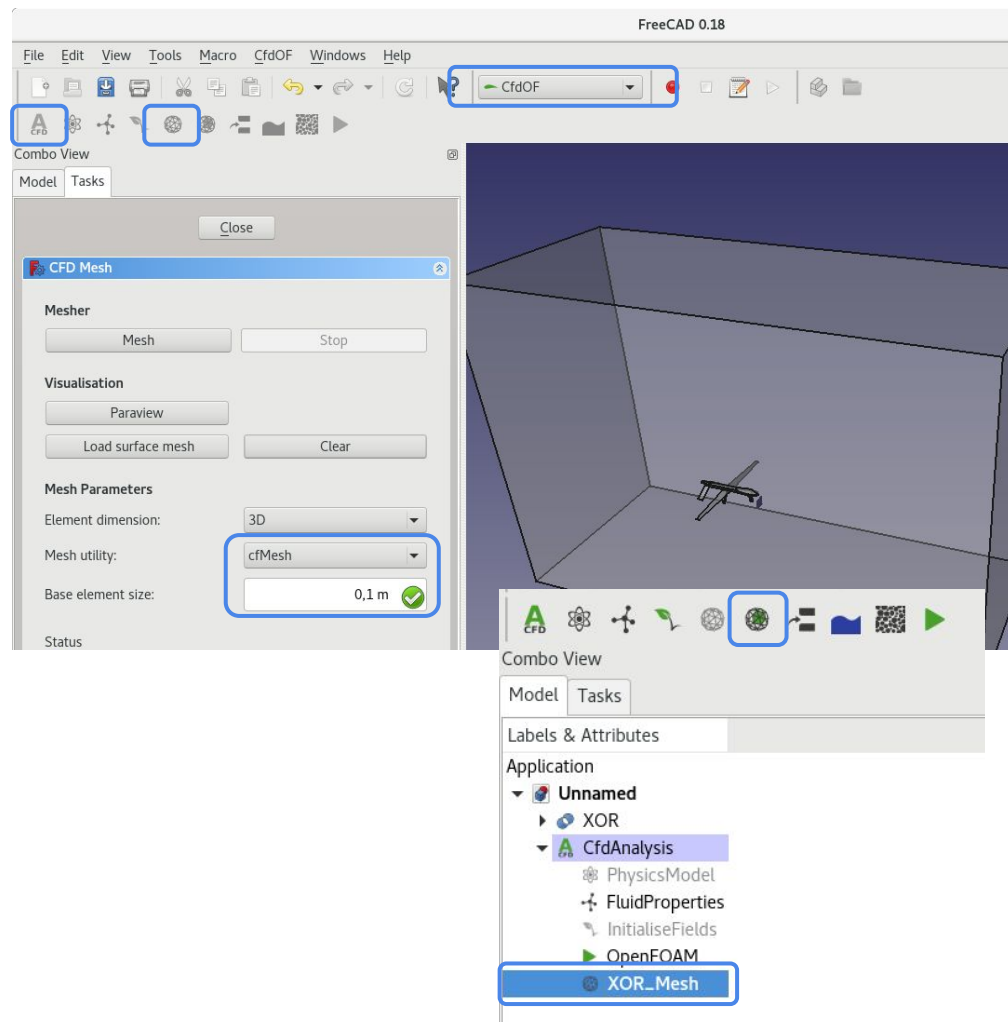 FreeCAD 0.18
File Edit View Tools Macro CfdOF Windows Help
CfdOF
A CFD
Combo View
Model Tasks
Close
CFD Mesh
Mesher
Mesh Stop
Visualisation
Paraview
Load surface mesh Clear
Mesh Parameters
Element dimension: 3D
Mesh utility: cfMesh
Base element size: 0,1 m
Status
A CFD
Combo View
Model Tasks
Labels & Attributes
Application
Unnamed
XOR
A CFD CfdAnalysis
PhysicsModel
FluidProperties
InitialiseFields
OpenFOAM
XOR_Mesh